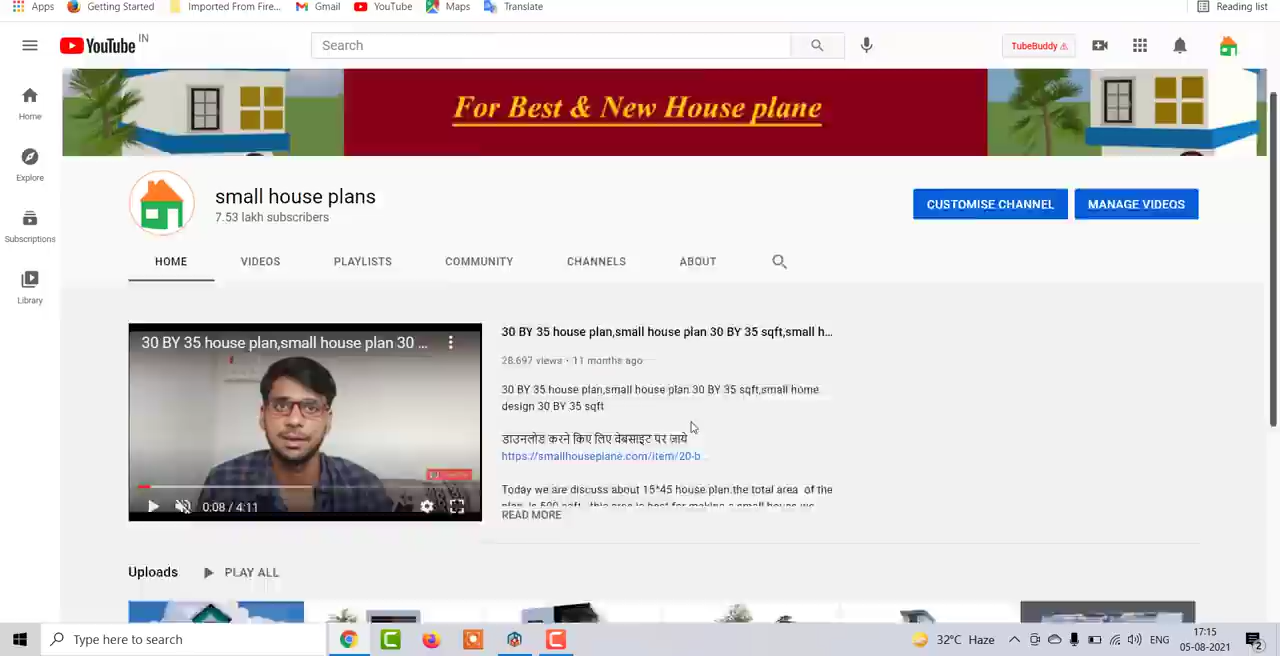 Apps Getting Started Imported From Fire... Gmail YouTube Maps Translate Reading list
YouTube IN
Search
TubeBuddy
Home
Explore
Subscriptions
Library
For Best & New House plane
small house plans
7.53 lakh subscribers
CUSTOMISE CHANNEL MANAGE VIDEOS
HOME VIDEOS PLAYLISTS COMMUNITY CHANNELS ABOUT
30 BY 35 house plan,small house plan 30 ...
0:08 / 4:11
30 BY 35 house plan,small house plan 30 BY 35 sqft,small h...
28,697 views • 11 months ago
30 BY 35 house plan,small house plan 30 BY 35 sqft,small home
design 30 BY 35 sqft
डाउनलोड करने किए लिए वेबसाइट पर जाये
https://smallhouseplane.com/item/20-b...
Today we are discuss about 15*45 house plan.the total area of the
READ MORE
Uploads PLAY ALL
Type here to search
32°C Haze ENG
17:15
05-08-2021
2